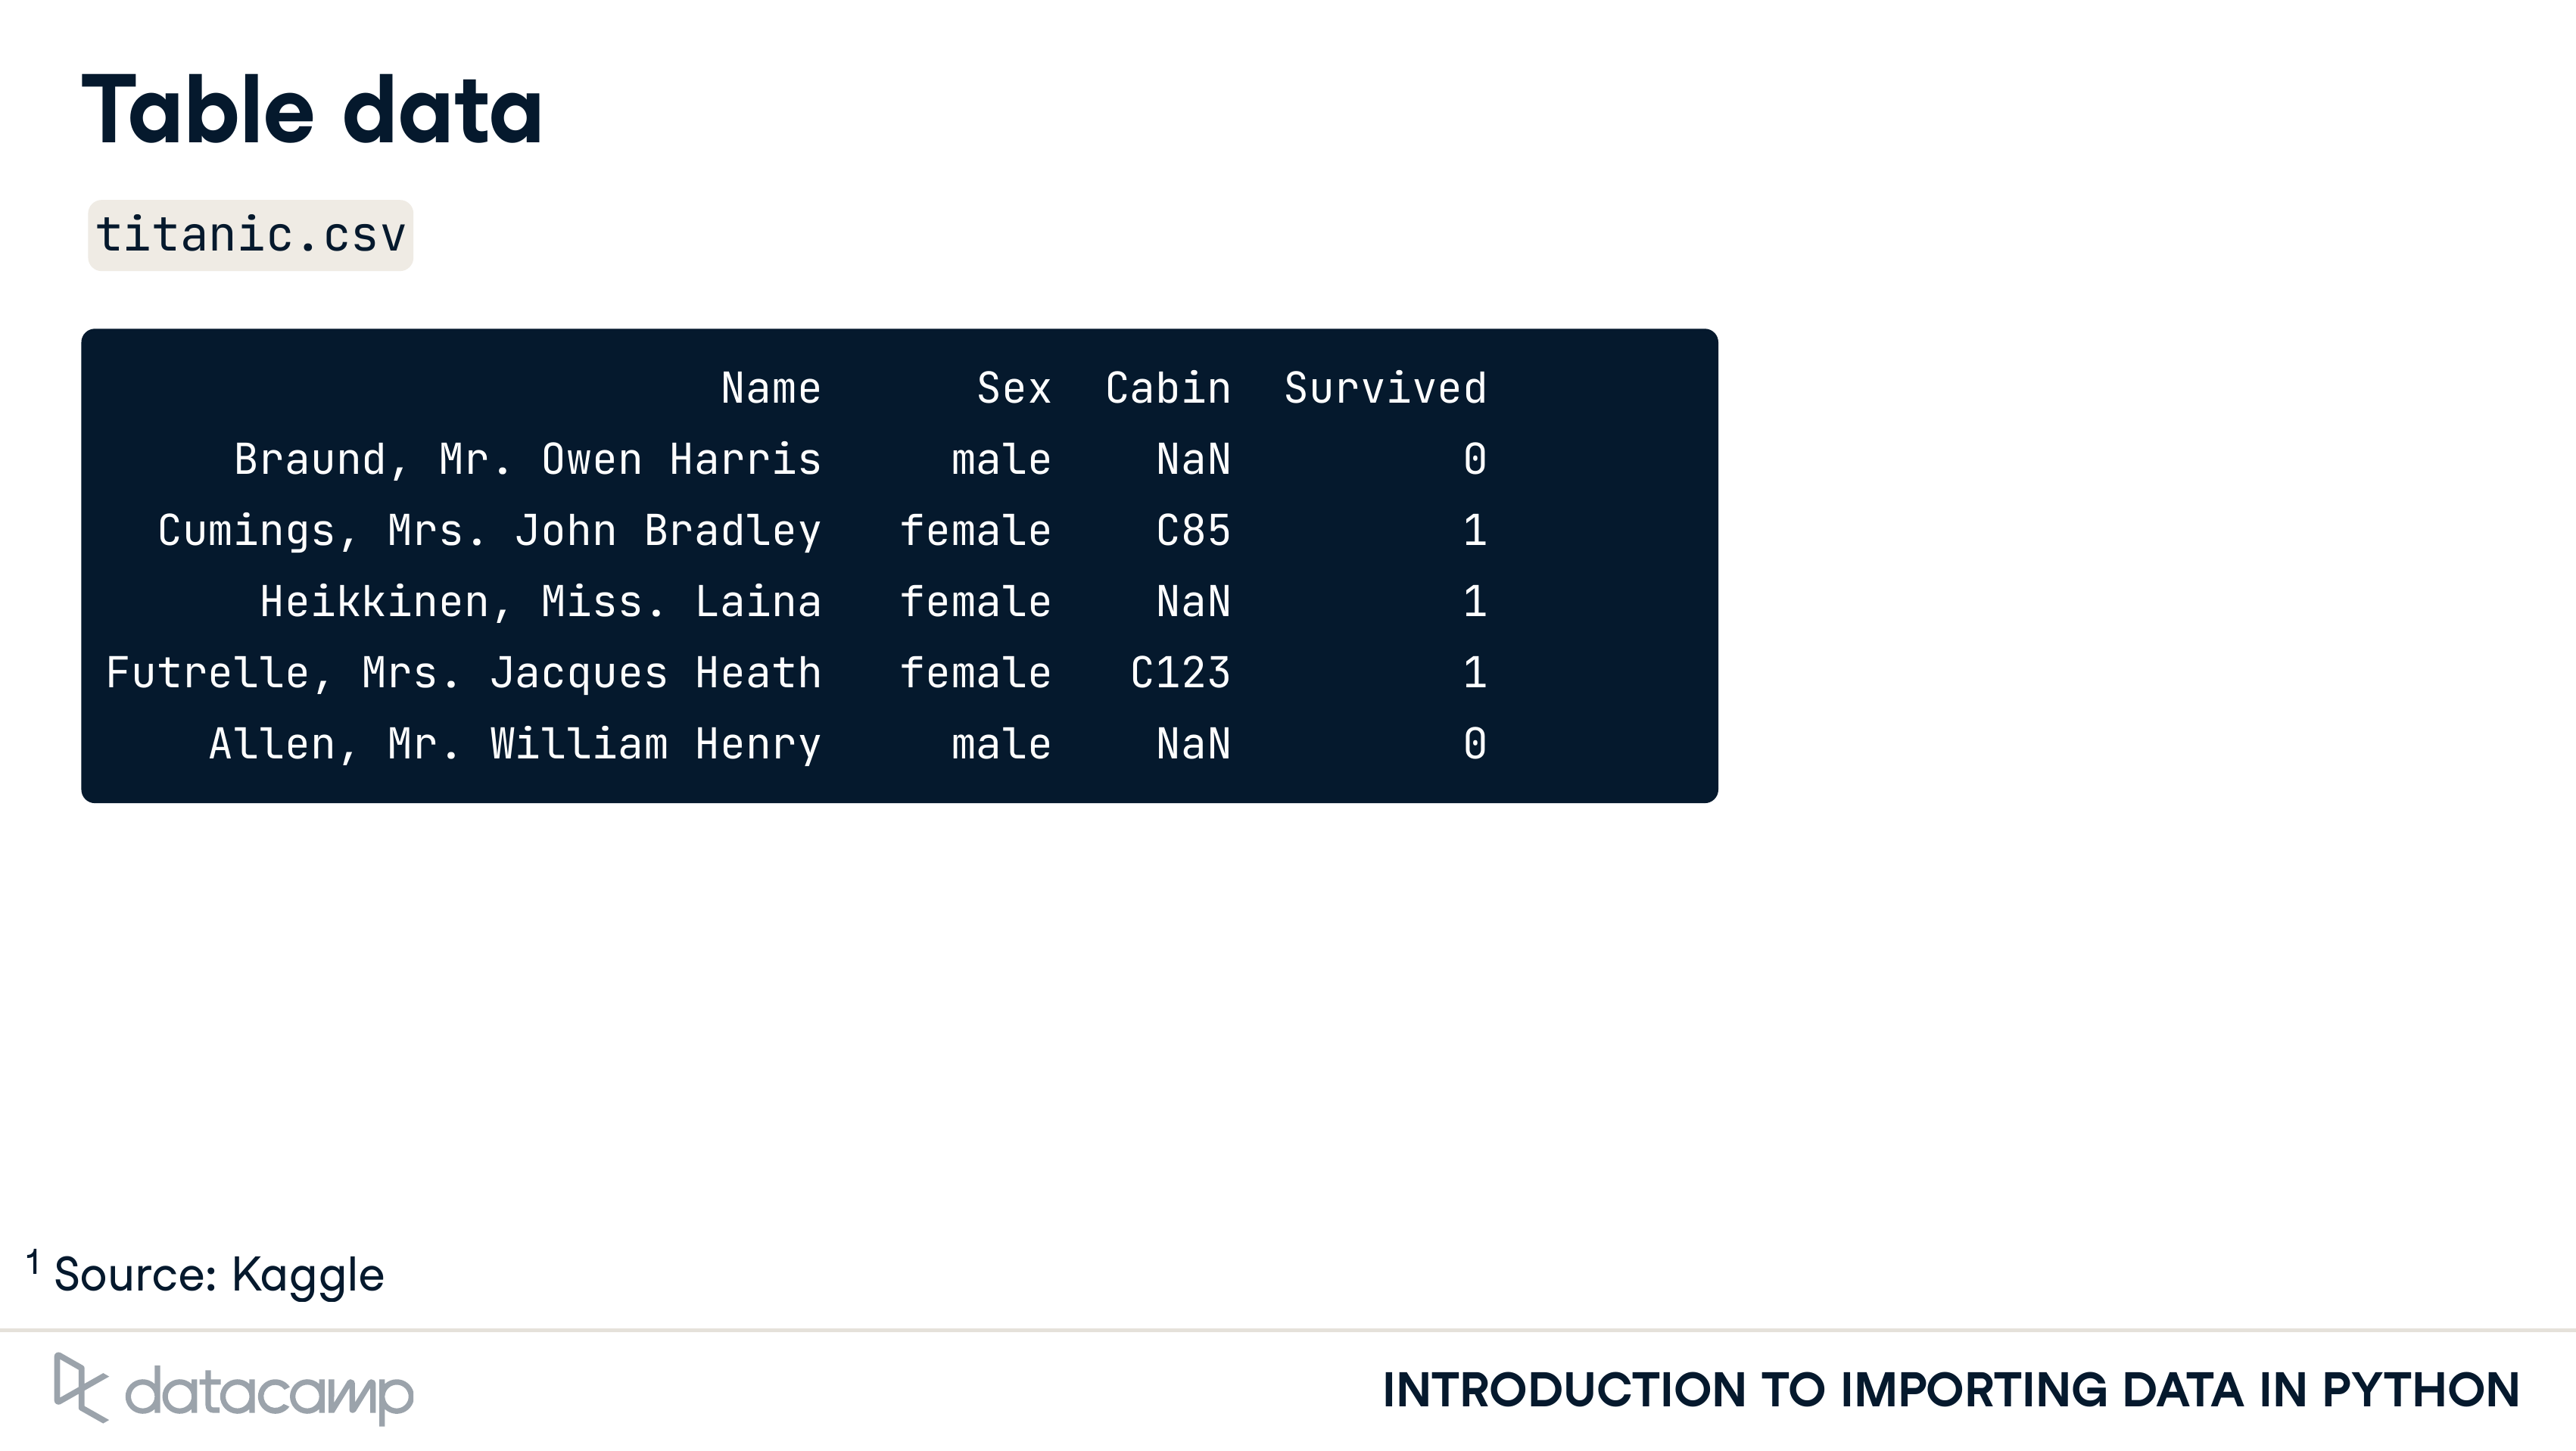 Table data
titanic.csv
Name Sex Cabin Survived
Braund, Mr. Owen Harris male NaN 0
Cumings, Mrs. John Bradley female C85 1
Heikkinen, Miss. Laina female NaN 1
Futrelle, Mrs. Jacques Heath female C123 1
Allen, Mr. William Henry male NaN 0
1 Source: Kaggle
datacamp
INTRODUCTION TO IMPORTING DATA IN PYTHON